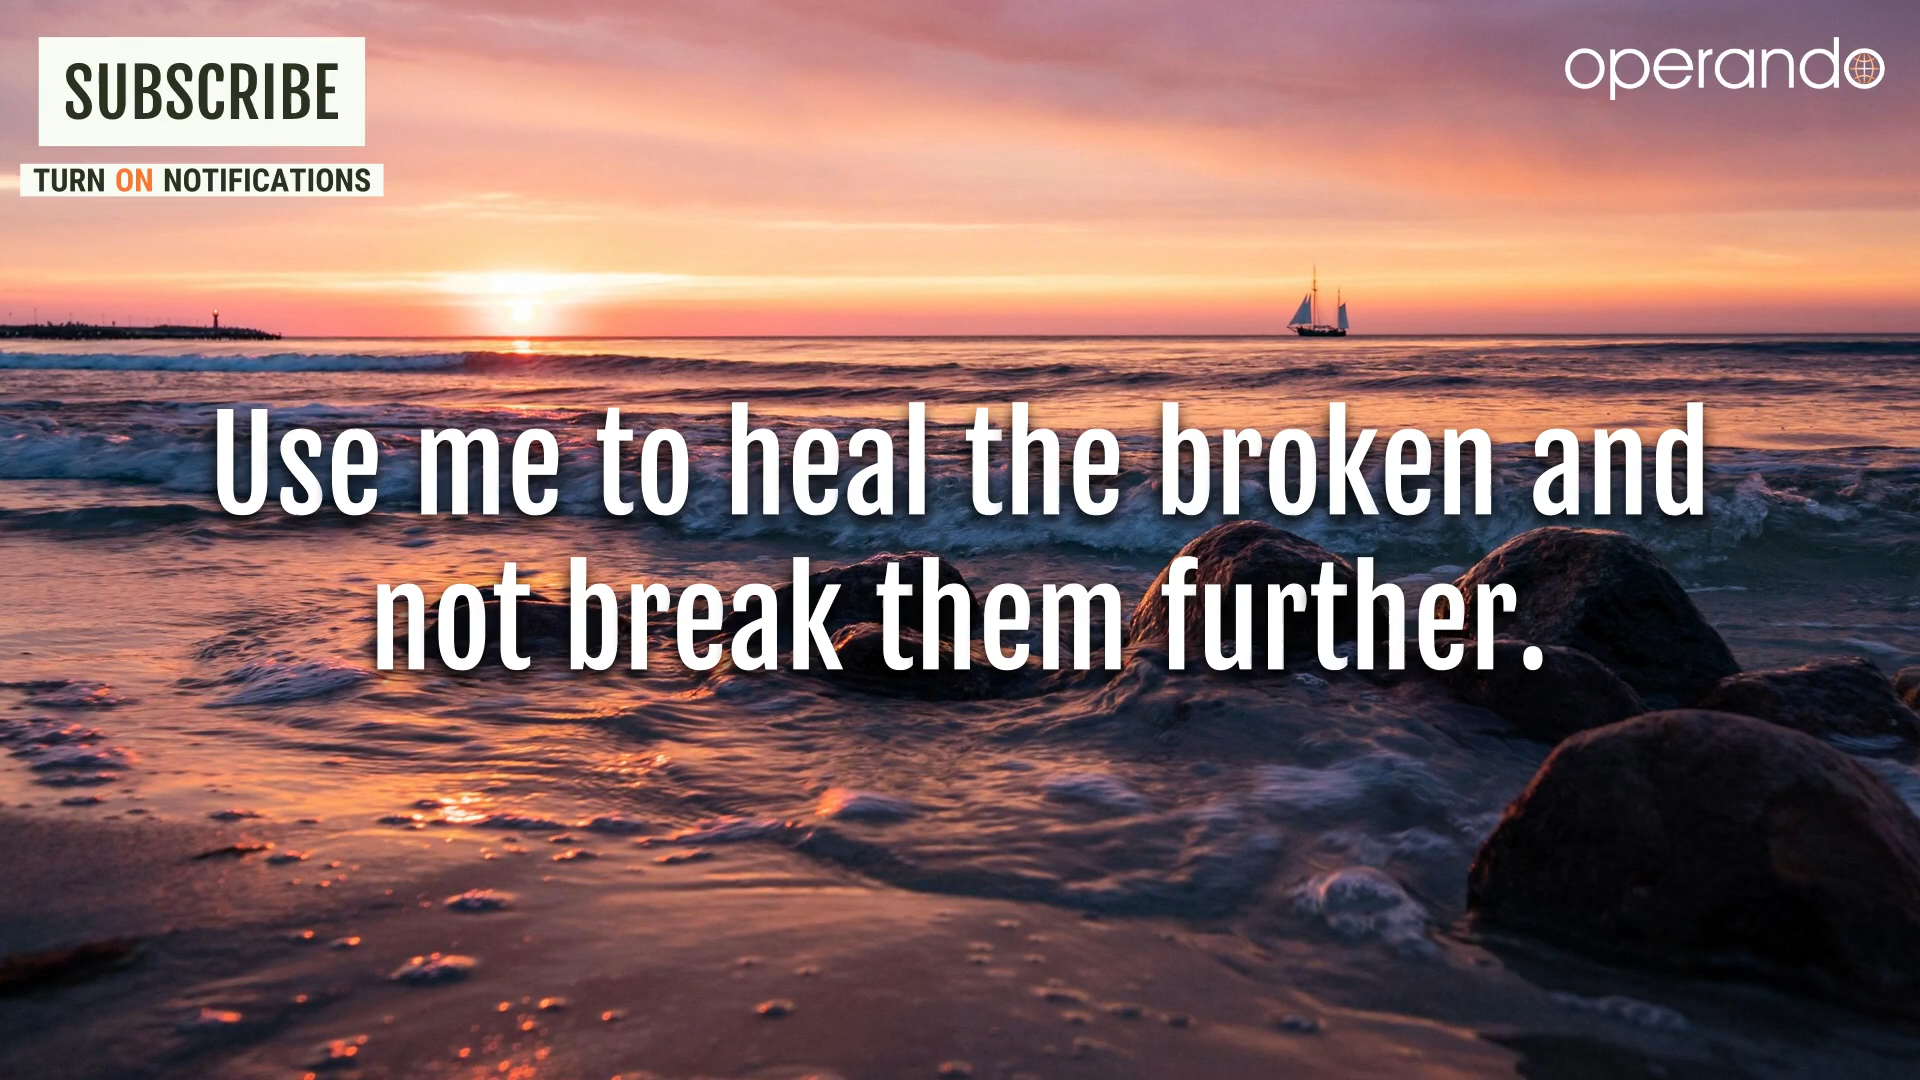 SUBSCRIBE
TURN ON NOTIFICATIONS
operando
Use me to heal the broken and
not break them further.